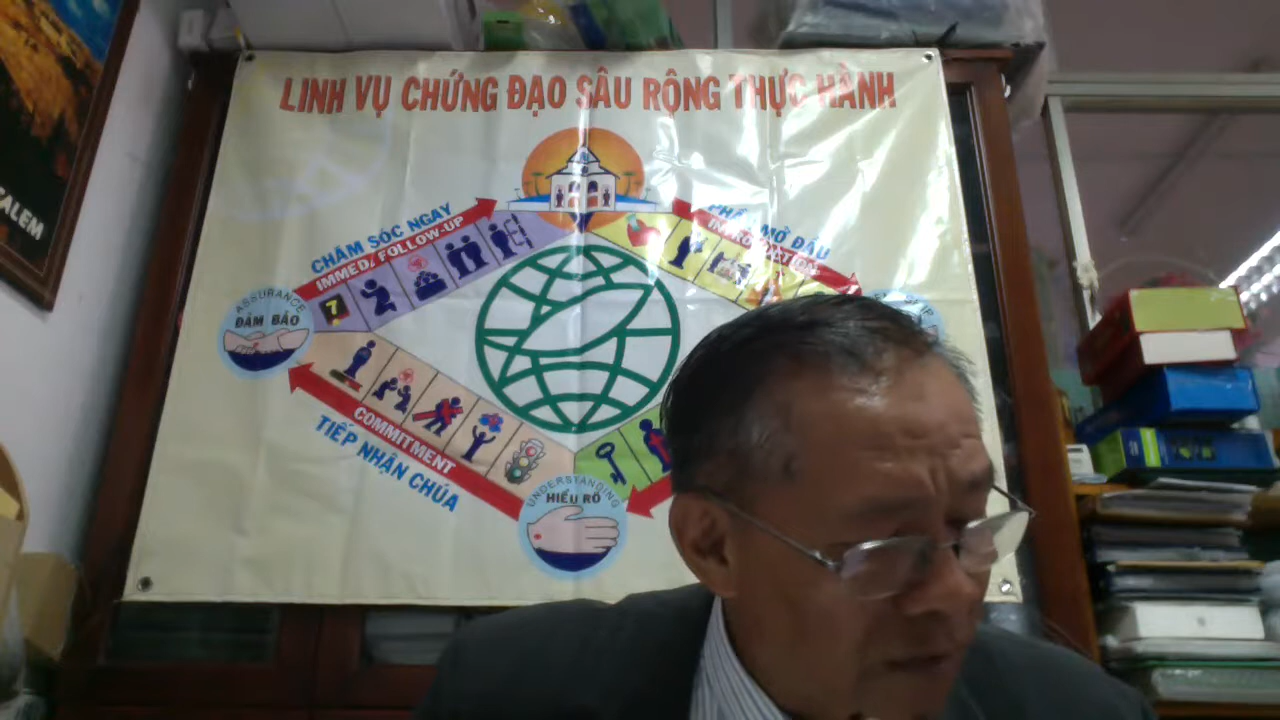 LINH VỤ CHỨNG ĐẠO SÂU RỘNG THỰC HÀNH
CHĂM SÓC NGAY
IMMED/ FOLLOW-UP
PHẦN MỞ ĐẦU
7
ASSURANCE
ĐẢM BẢO
COMMITMENT
TIẾP NHẬN CHÚA
UNDERSTANDING
HIỂU RÕ
ALEM